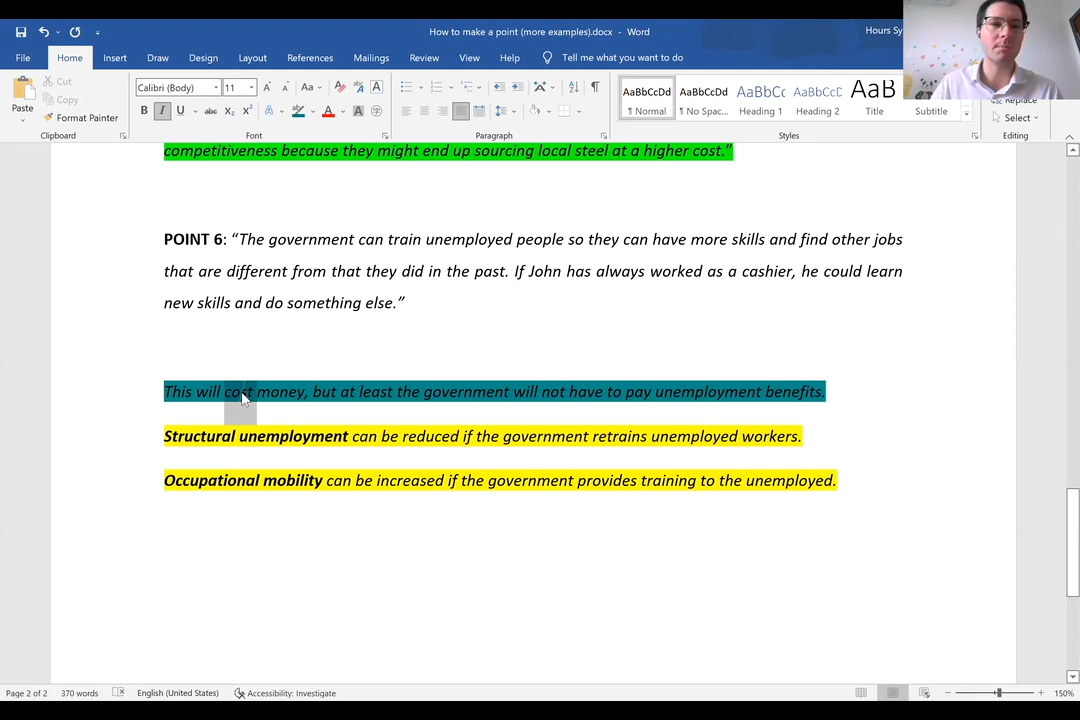 How to make a point (more examples).docx - Word
Hours Sy
File Home Insert Draw Design Layout References Mailings Review View Help Tell me what you want to do
Paste
Cut
Copy
Format Painter
Calibri (Body) 11
AaBbCcDd AaBbCcDd AaBbCc AaBbCcD AaB AaBbCcD
¶ Normal ¶ No Spac... Heading 1 Heading 2 Title Subtitle
Replace
Select
Clipboard Font Paragraph Styles Editing
competitiveness because they might end up sourcing local steel at a higher cost.”
POINT 6: “The government can train unemployed people so they can have more skills and find other jobs
that are different from that they did in the past. If John has always worked as a cashier, he could learn
new skills and do something else.”
This will cost money, but at least the government will not have to pay unemployment benefits.
Structural unemployment can be reduced if the government retrains unemployed workers.
Occupational mobility can be increased if the government provides training to the unemployed.
Page 2 of 2 370 words English (United States) Accessibility: Investigate 150%